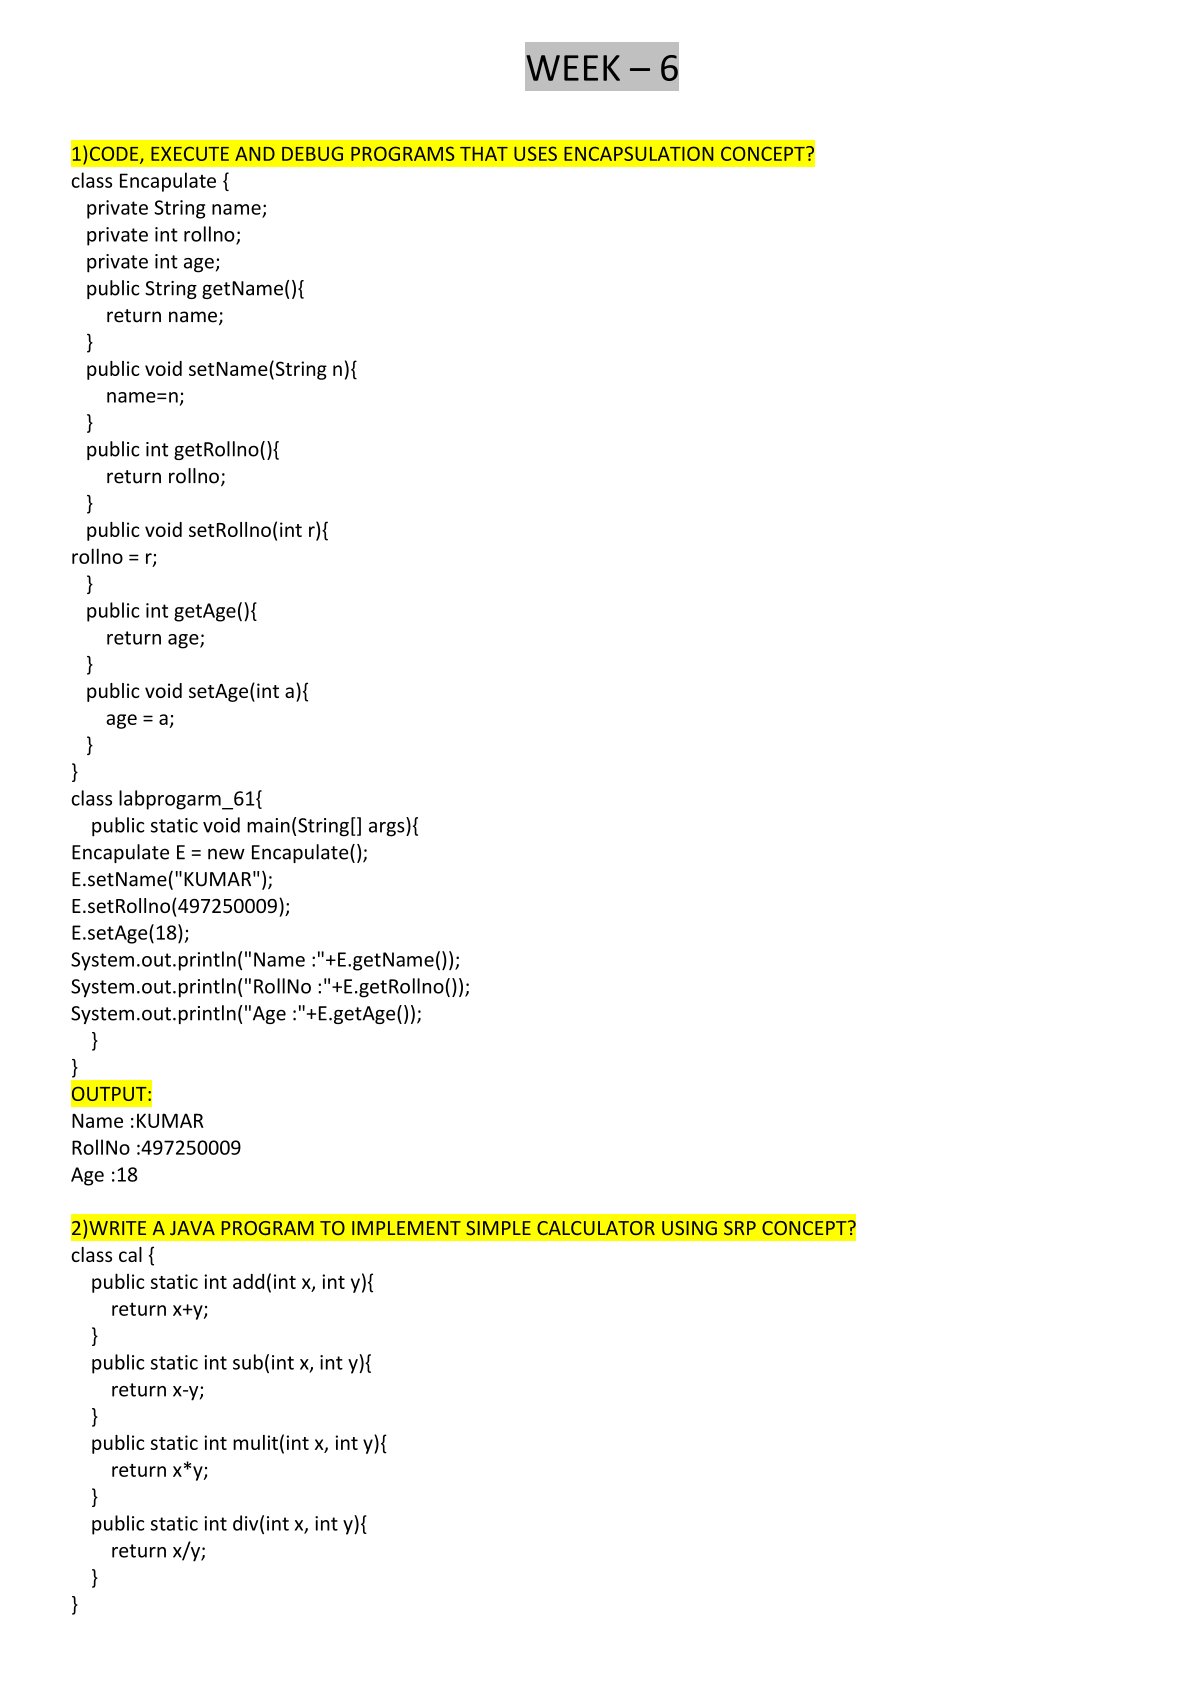 WEEK – 6
1)CODE, EXECUTE AND DEBUG PROGRAMS THAT USES ENCAPSULATION CONCEPT?
class Encapulate {
private String name;
private int rollno;
private int age;
public String getName(){
return name;
}
public void setName(String n){
name=n;
}
public int getRollno(){
return rollno;
}
public void setRollno(int r){
rollno = r;
}
public int getAge(){
return age;
}
public void setAge(int a){
age = a;
}
}
class labprogarm_61{
public static void main(String[] args){
Encapulate E = new Encapulate();
E.setName("KUMAR");
E.setRollno(497250009);
E.setAge(18);
System.out.println("Name :"+E.getName());
System.out.println("RollNo :"+E.getRollno());
System.out.println("Age :"+E.getAge());
}
}
OUTPUT:
Name :KUMAR
RollNo :497250009
Age :18
2)WRITE A JAVA PROGRAM TO IMPLEMENT SIMPLE CALCULATOR USING SRP CONCEPT?
class cal {
public static int add(int x, int y){
return x+y;
}
public static int sub(int x, int y){
return x-y;
}
public static int mulit(int x, int y){
return x*y;
}
public static int div(int x, int y){
return x/y;
}
}